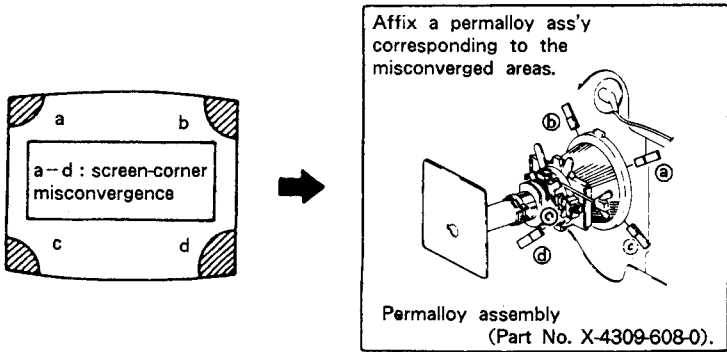 a b
a-d : screen-corner
misconvergence
c d
Affix a permalloy ass'y
corresponding to the
misconverged areas.
ⓑ
ⓐ
ⓒ
ⓓ
Permalloy assembly
(Part No. X-4309-608-0).